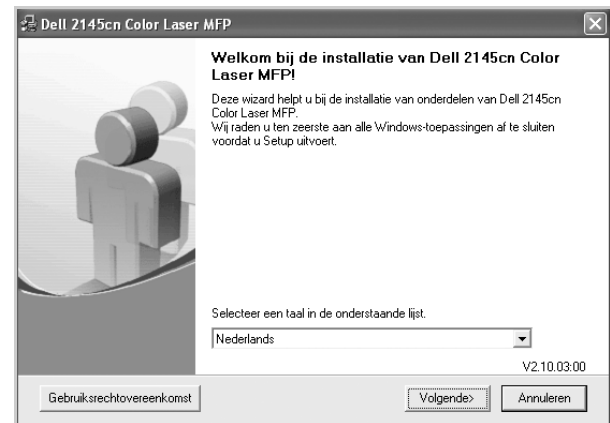 Dell 2145cn Color Laser MFP
Welkom bij de installatie van Dell 2145cn Color
Laser MFP!
Deze wizard helpt u bij de installatie van onderdelen van Dell 2145cn
Color Laser MFP.
Wij raden u ten zeerste aan alle Windows-toepassingen af te sluiten
voordat u Setup uitvoert.
Selecteer een taal in de onderstaande lijst.
Nederlands
V2.10.03:00
Gebruiksrechtovereenkomst
Volgende>
Annuleren